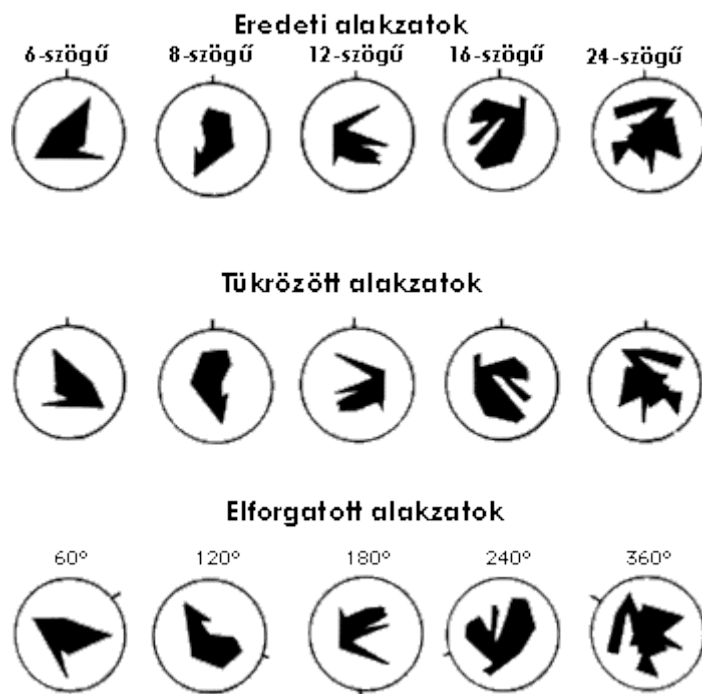 Eredeti alakzatok
6-szögű 8-szögű 12-szögű 16-szögű 24-szögű
Tükrözött alakzatok
Elforgatott alakzatok
60° 120° 180° 240° 360°